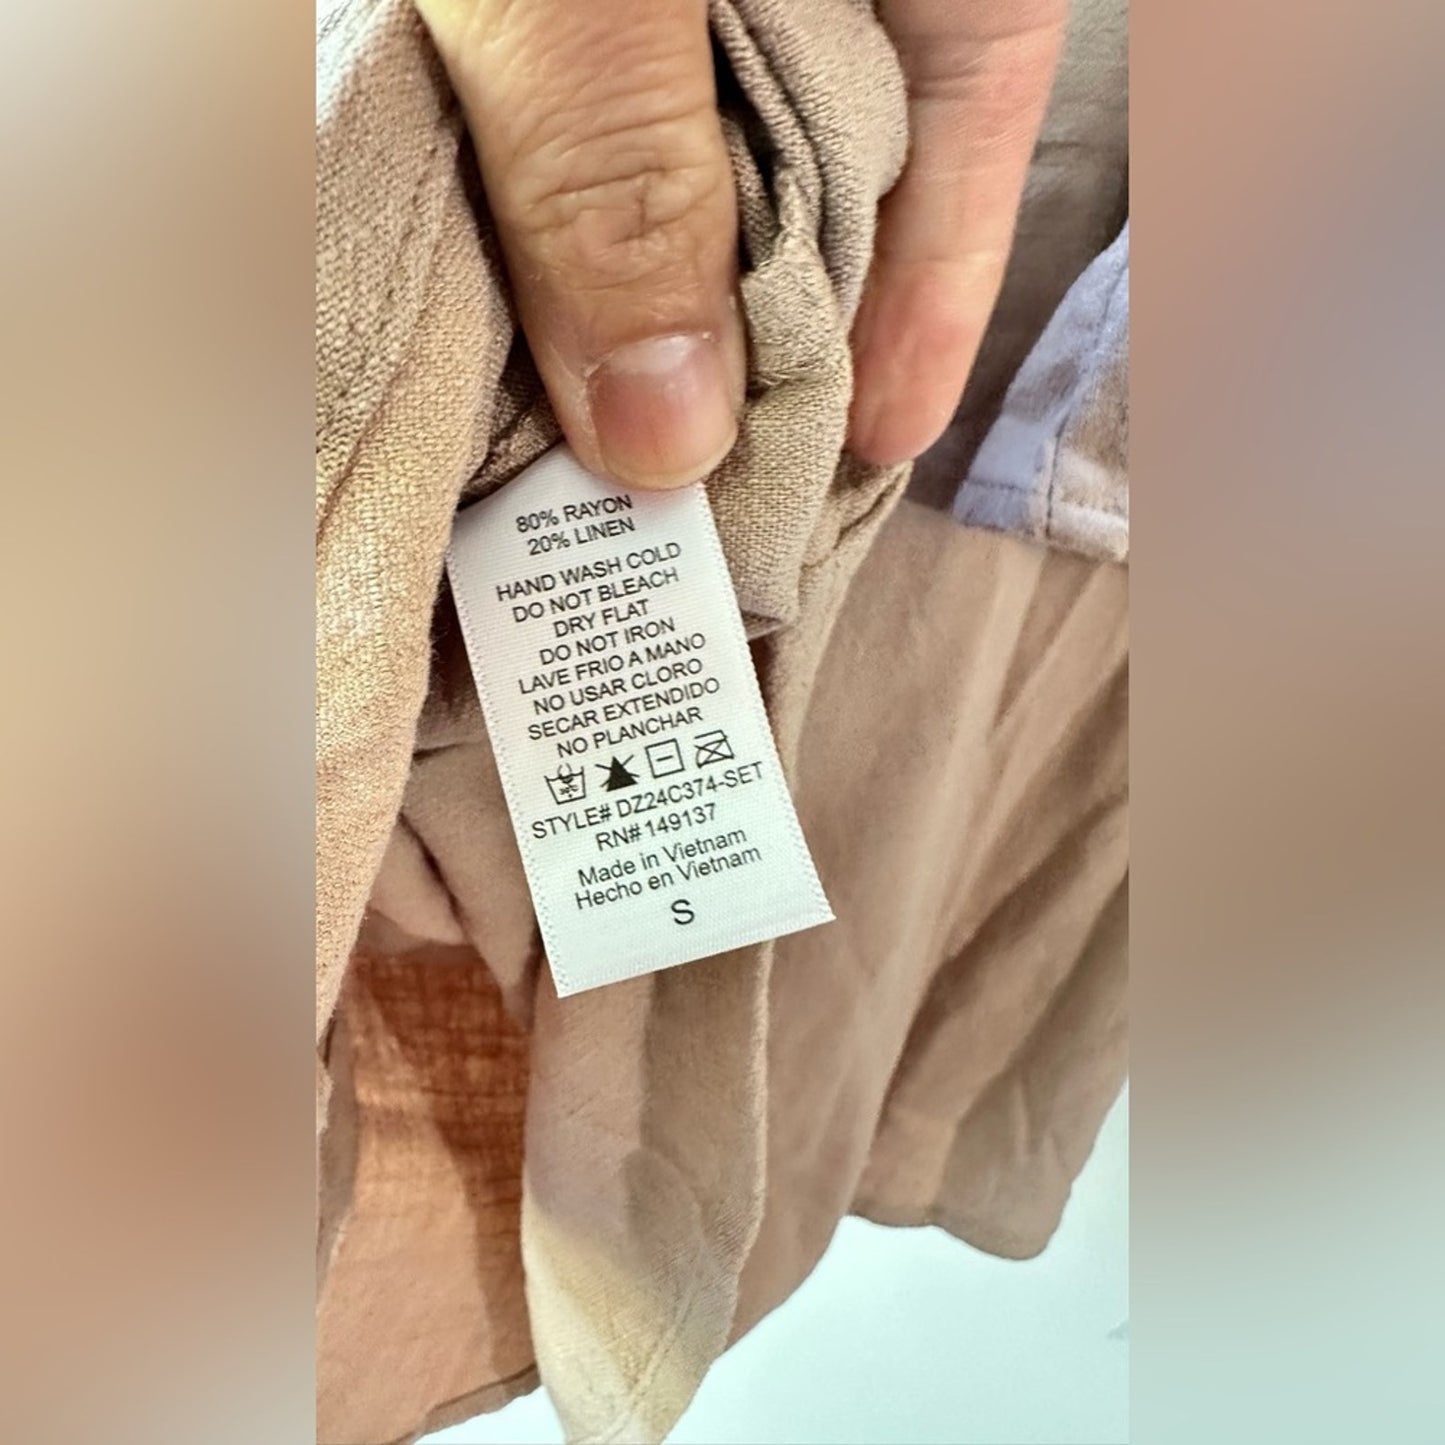 80% RAYON
20% LINEN
HAND WASH COLD
DO NOT BLEACH
DRY FLAT
DO NOT IRON
LAVE FRIO A MANO
NO USAR CLORO
SECAR EXTENDIDO
NO PLANCHAR
30°C
STYLE# DZ24C374-SET
RN# 149137
Made in Vietnam
Hecho en Vietnam
S